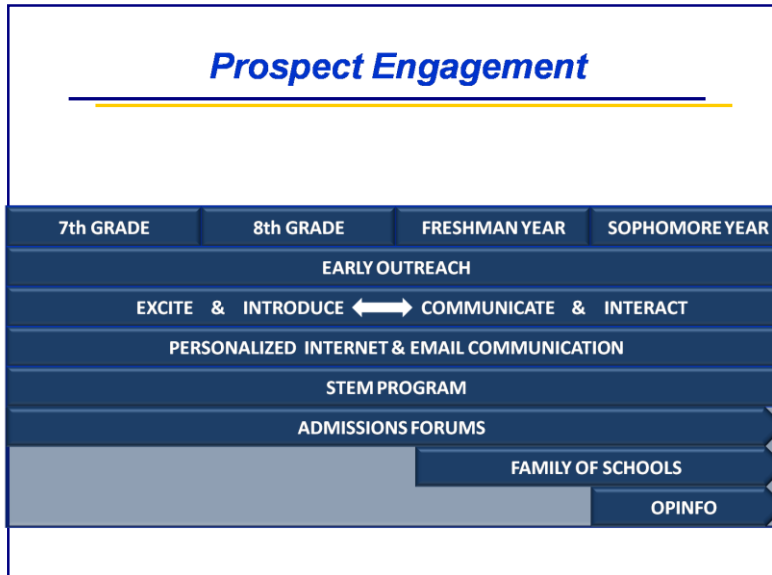 Prospect Engagement
7th GRADE 8th GRADE FRESHMAN YEAR SOPHOMORE YEAR
EARLY OUTREACH
EXCITE & INTRODUCE COMMUNICATE & INTERACT
PERSONALIZED INTERNET & EMAIL COMMUNICATION
STEM PROGRAM
ADMISSIONS FORUMS
FAMILY OF SCHOOLS
OPINFO